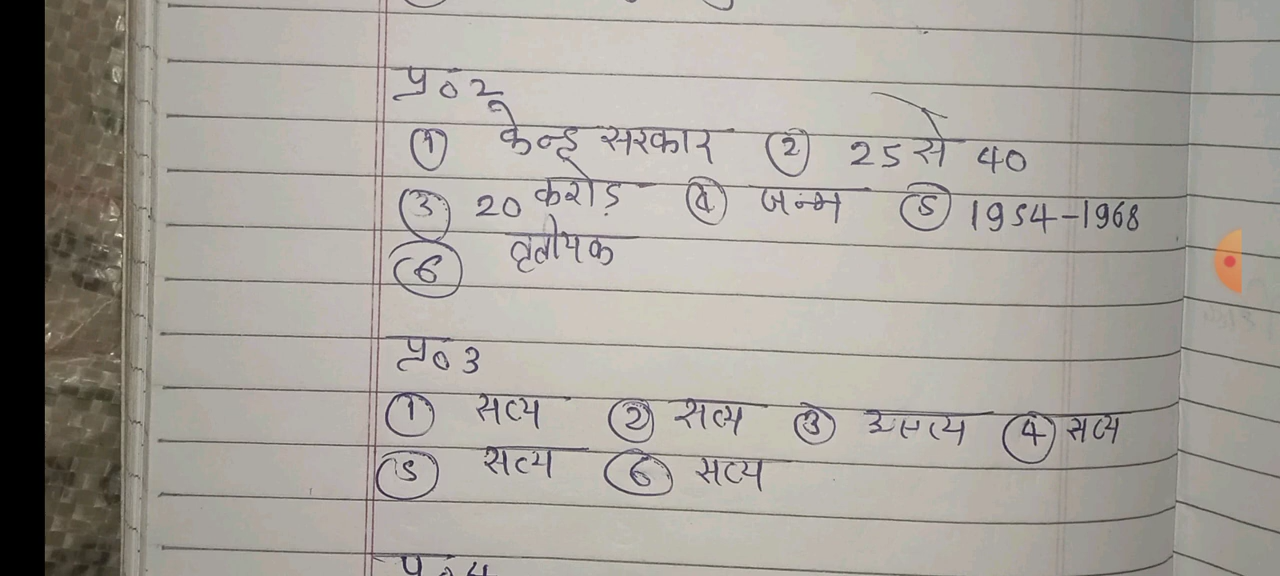 प्र०2
① केन्द्र सरकार ② 25 से 40
③ 20 करोड़ ④ जन्म ⑤ 1954-1968
⑥ तृतीयक
प्र०3
① सत्य ② सत्य ③ असत्य ④ सत्य
⑤ सत्य ⑥ सत्य
प्र०4